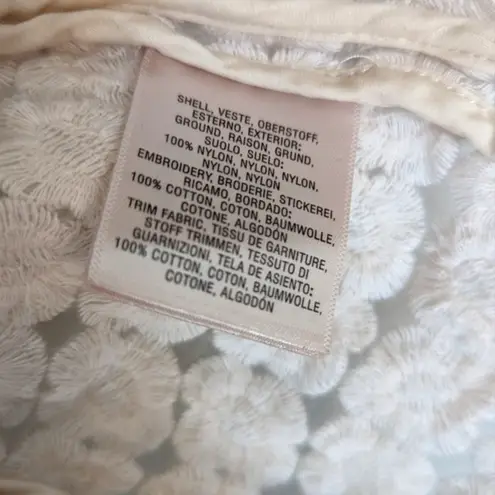 SHELL, VESTE, OBERSTOFF,
ESTERNO, EXTERIOR:
GROUND, RAISON, GRUND,
SUOLO, SUELO:
100% NYLON, NYLON, NYLON,
NYLON, NYLON
EMBROIDERY, BRODERIE, STICKEREI,
RICAMO, BORDADO:
100% COTTON, COTON, BAUMWOLLE,
COTONE, ALGODÓN
TRIM FABRIC, TISSU DE GARNITURE,
STOFF TRIMMEN, TESSUTO DI
GUARNIZIONI, TELA DE ASIENTO:
100% COTTON, COTON, BAUMWOLLE,
COTONE, ALGODÓN